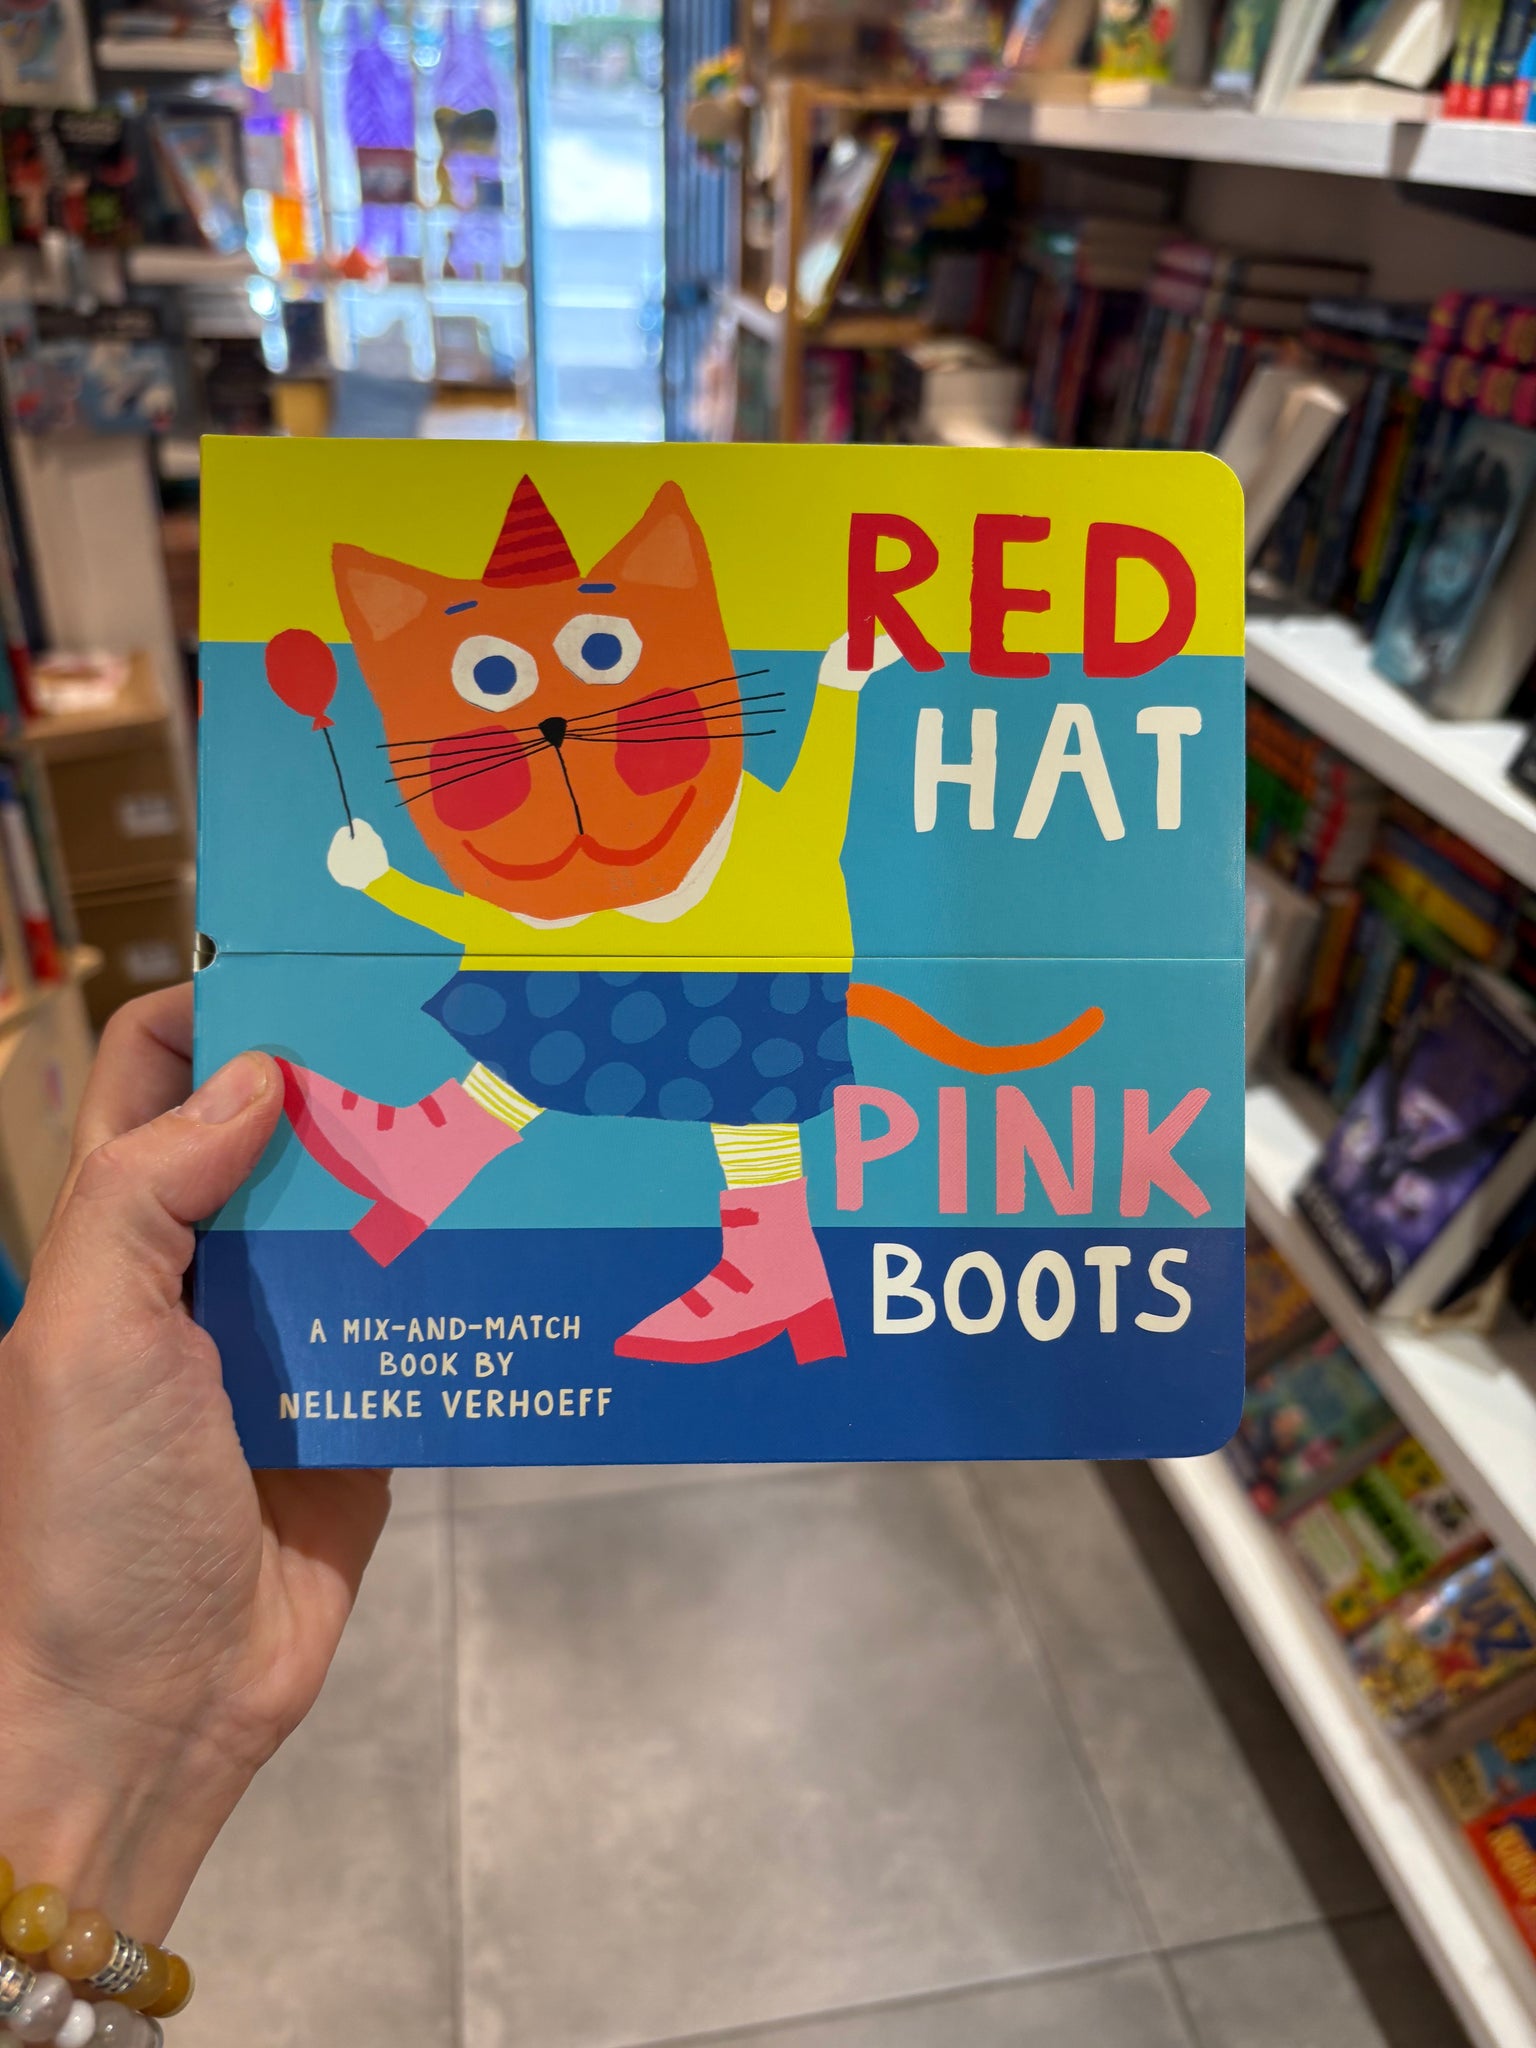 RED
HAT
PINK
BOOTS
A MIX-AND-MATCH
BOOK BY
NELLEKE VERHOEFF